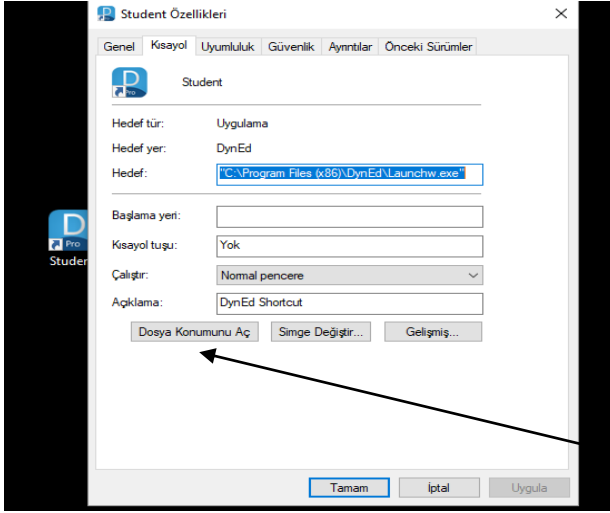 Student Özellikleri
Genel Kısayol Uyumluluk Güvenlik Ayrıntılar Önceki Sürümler
Pro
Student
Hedef tür: Uygulama
Hedef yer: DynEd
Hedef: "C:\Program Files (x86)\DynEd\Launchw.exe"
Başlama yeri:
Kısayol tuşu: Yok
Pro
Studen
Çalıştır: Normal pencere
Açıklama: DynEd Shortcut
Dosya Konumunu Aç Simge Değiştir... Gelişmiş...
Tamam İptal Uygula